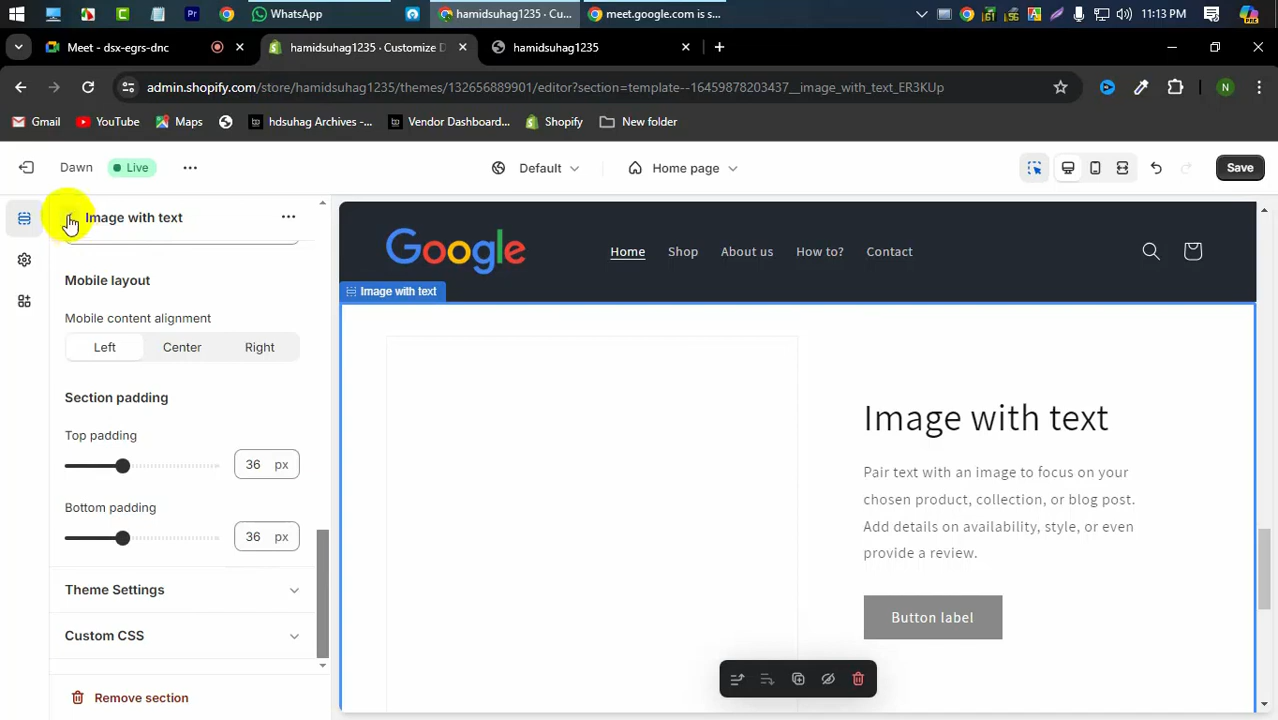 WhatsApp
hamidsuhag1235 · Cu...
meet.google.com is s...
11:13 PM
Meet - dsx-egrs-dnc
hamidsuhag1235 · Customize D
hamidsuhag1235
admin.shopify.com/store/hamidsuhag1235/themes/132656889901/editor?section=template--16459878203437__image_with_text_ER3KUp
N
Gmail
YouTube
Maps
hdsuhag Archives -...
Vendor Dashboard...
Shopify
New folder
Dawn
Live
Default
Home page
Save
Image with text
Mobile layout
Mobile content alignment
Left
Center
Right
Section padding
Top padding
36 px
Bottom padding
36 px
Theme Settings
Custom CSS
Remove section
Google
Home
Shop
About us
How to?
Contact
Image with text
Image with text
Pair text with an image to focus on your
chosen product, collection, or blog post.
Add details on availability, style, or even
provide a review.
Button label